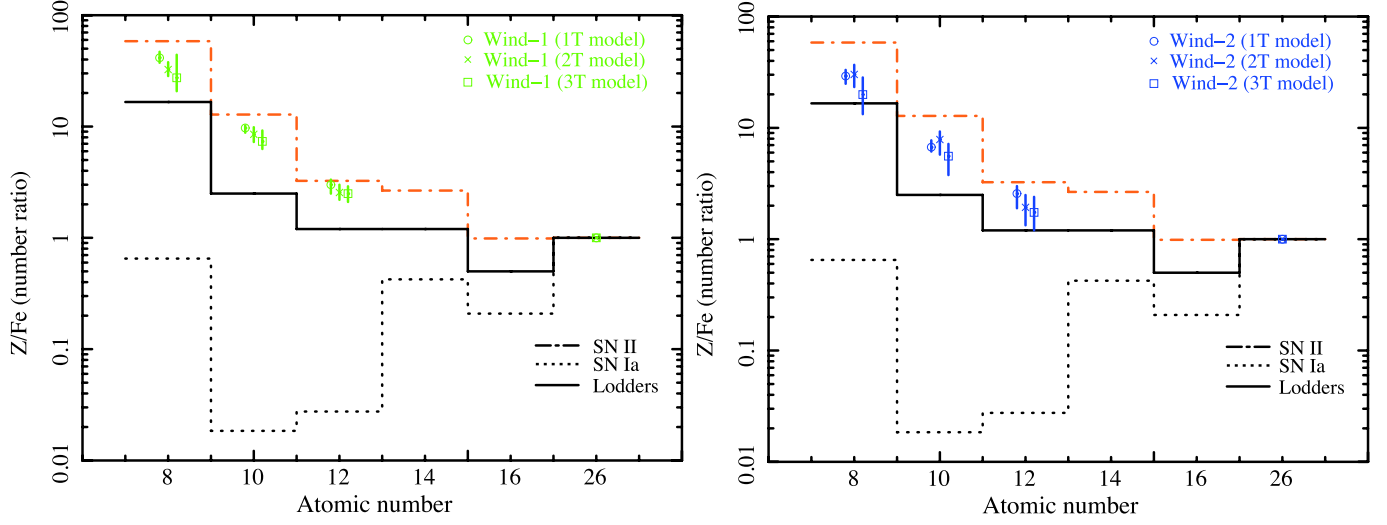 100
10
1
0.1
0.01
Z/Fe (number ratio)
Wind−1 (1T model)
Wind−1 (2T model)
Wind−1 (3T model)
SN II
SN Ia
Lodders
8 10 12 14 16 26
Atomic number
100
10
1
0.1
0.01
Z/Fe (number ratio)
Wind−2 (1T model)
Wind−2 (2T model)
Wind−2 (3T model)
SN II
SN Ia
Lodders
8 10 12 14 16 26
Atomic number